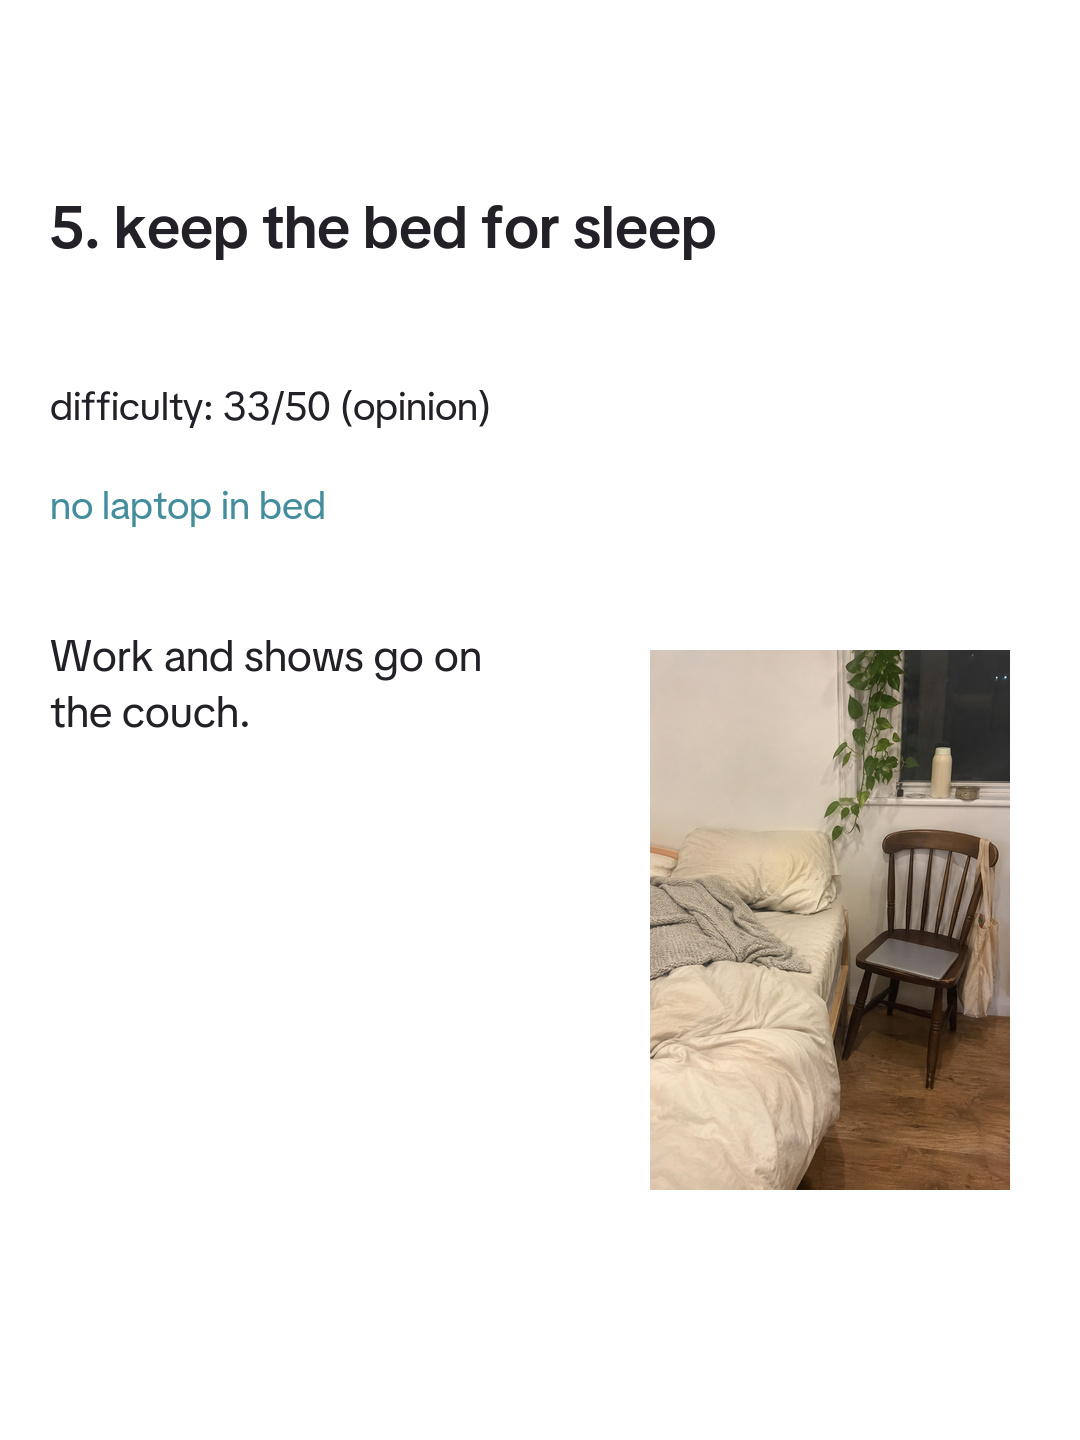 5. keep the bed for sleep
difficulty: 33/50 (opinion)
no laptop in bed
Work and shows go on
the couch.